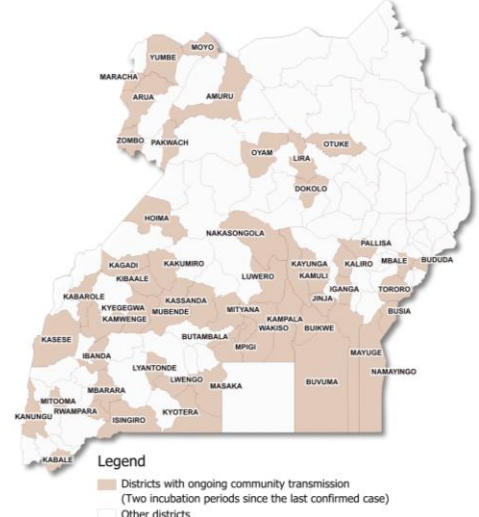 MOYO
YUMBE
MARACHA
ARUA
AMURU
ZOMBO
PAKWACH
OTUKE
OYAM
LIRA
DOKOLO
HOIMA
NAKASONGOLA
PALLISA
KAGADI
KAKUMIRO
KAYUNGA
KALIRO
MBALE
BUDUDA
KIBAALE
LUWERO
KAMULI
IGANGA
TORORO
KABAROLE
KASSANDA
JINJA
KYEGEGWA
MITYANA
BUSIA
KAMWENGE
MUBENDE
KAMPALA
WAKISO
BUIKWE
KASESE
BUTAMBALA
MPIGI
MAYUGE
IBANDA
LYANTONDE
NAMAYINGO
LWENGO
MASAKA
BUVUMA
MBARARA
MITOOMA
RWAMPARA
KANUNGU
KYOTERA
ISINGIRO
KABALE
Legend
Districts with ongoing community transmission
(Two incubation periods since the last confirmed case)
Other districts